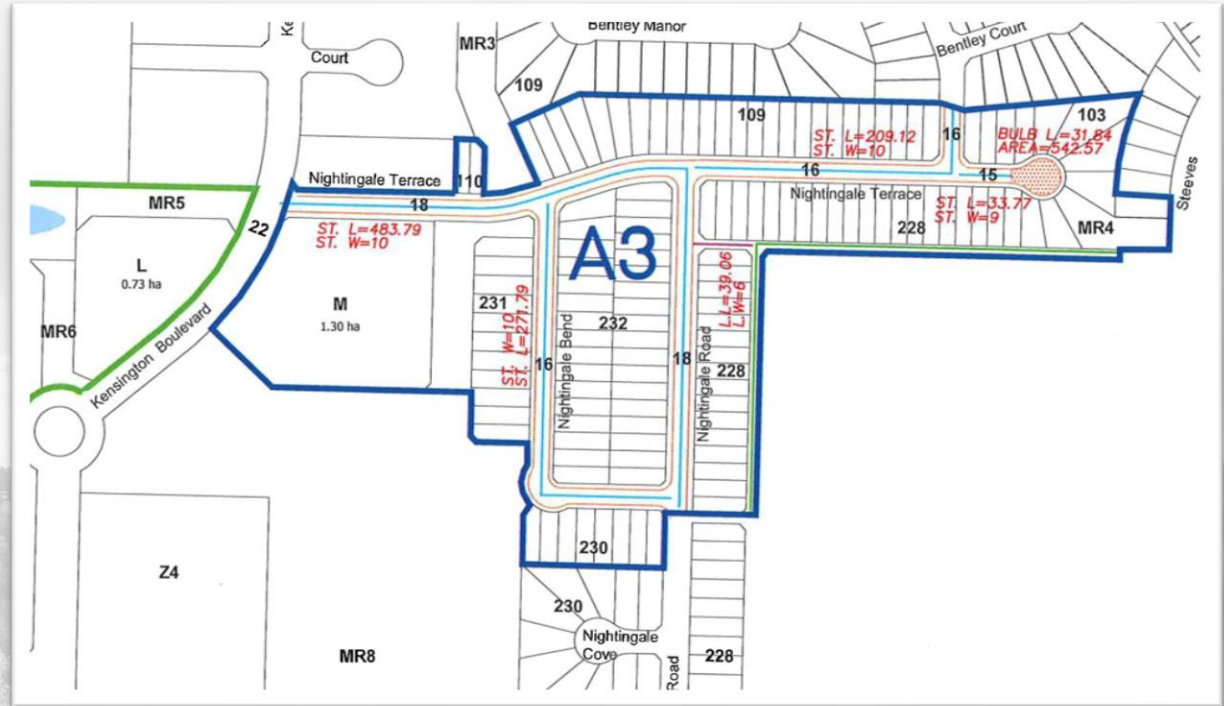 Ke
Court
MR3
Bentley Manor
Bentley Court
109
109
103
ST. L=209.12
ST. W=10
16
BULB L=31.84
AREA=542.57
Steeves
110
Nightingale Terrace
18
16
15
Nightingale Terrace
MR5
22
ST. L=483.79
ST. W=10
ST. L=33.77
ST. W=9
228
MR4
A3
L
0.73 ha
M
1.30 ha
231
232
L.L=39.06
L.W=6
MR6
Kensington Boulevard
ST. W=10
ST. L=271.79
16
Nightingale Bend
18
Nightingale Road
228
230
Z4
230
Nightingale
Cove
MR8
Road
228